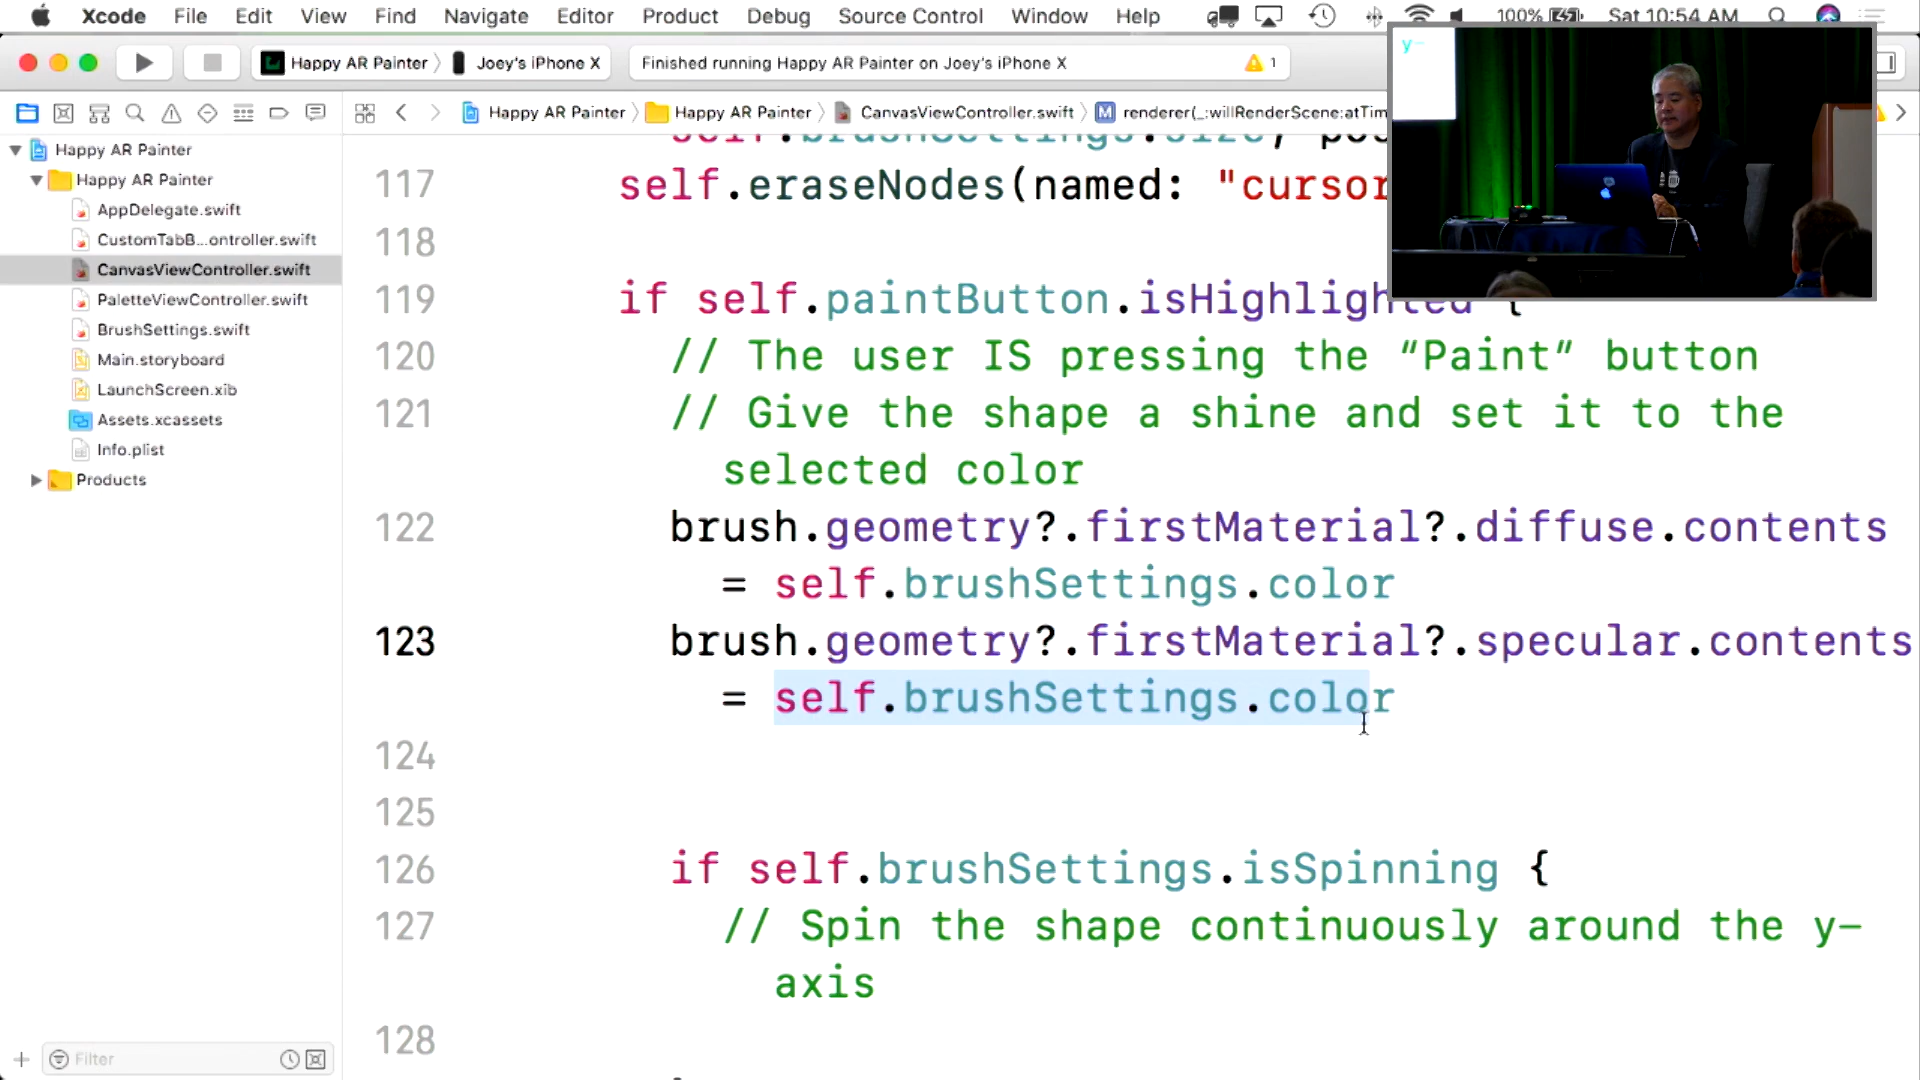 Xcode File Edit View Find Navigate Editor Product Debug Source Control Window Help 100% Sat 10:54 AM
Happy AR Painter Joey's iPhone X Finished running Happy AR Painter on Joey's iPhone X 1
Happy AR Painter Happy AR Painter CanvasViewController.swift M renderer(_:willRenderScene:atTim
Happy AR Painter
Happy AR Painter
AppDelegate.swift
CustomTabB...ontroller.swift
CanvasViewController.swift
PaletteViewController.swift
BrushSettings.swift
Main.storyboard
LaunchScreen.xib
Assets.xcassets
Info.plist
Products
Filter
self.brushSettings.size, po
117 self.eraseNodes(named: "cursor
118
119 if self.paintButton.isHighlighted {
120 // The user IS pressing the “Paint” button
121 // Give the shape a shine and set it to the
selected color
122 brush.geometry?.firstMaterial?.diffuse.contents
= self.brushSettings.color
123 brush.geometry?.firstMaterial?.specular.contents
= self.brushSettings.color
124
125
126 if self.brushSettings.isSpinning {
127 // Spin the shape continuously around the y-
axis
128
y-